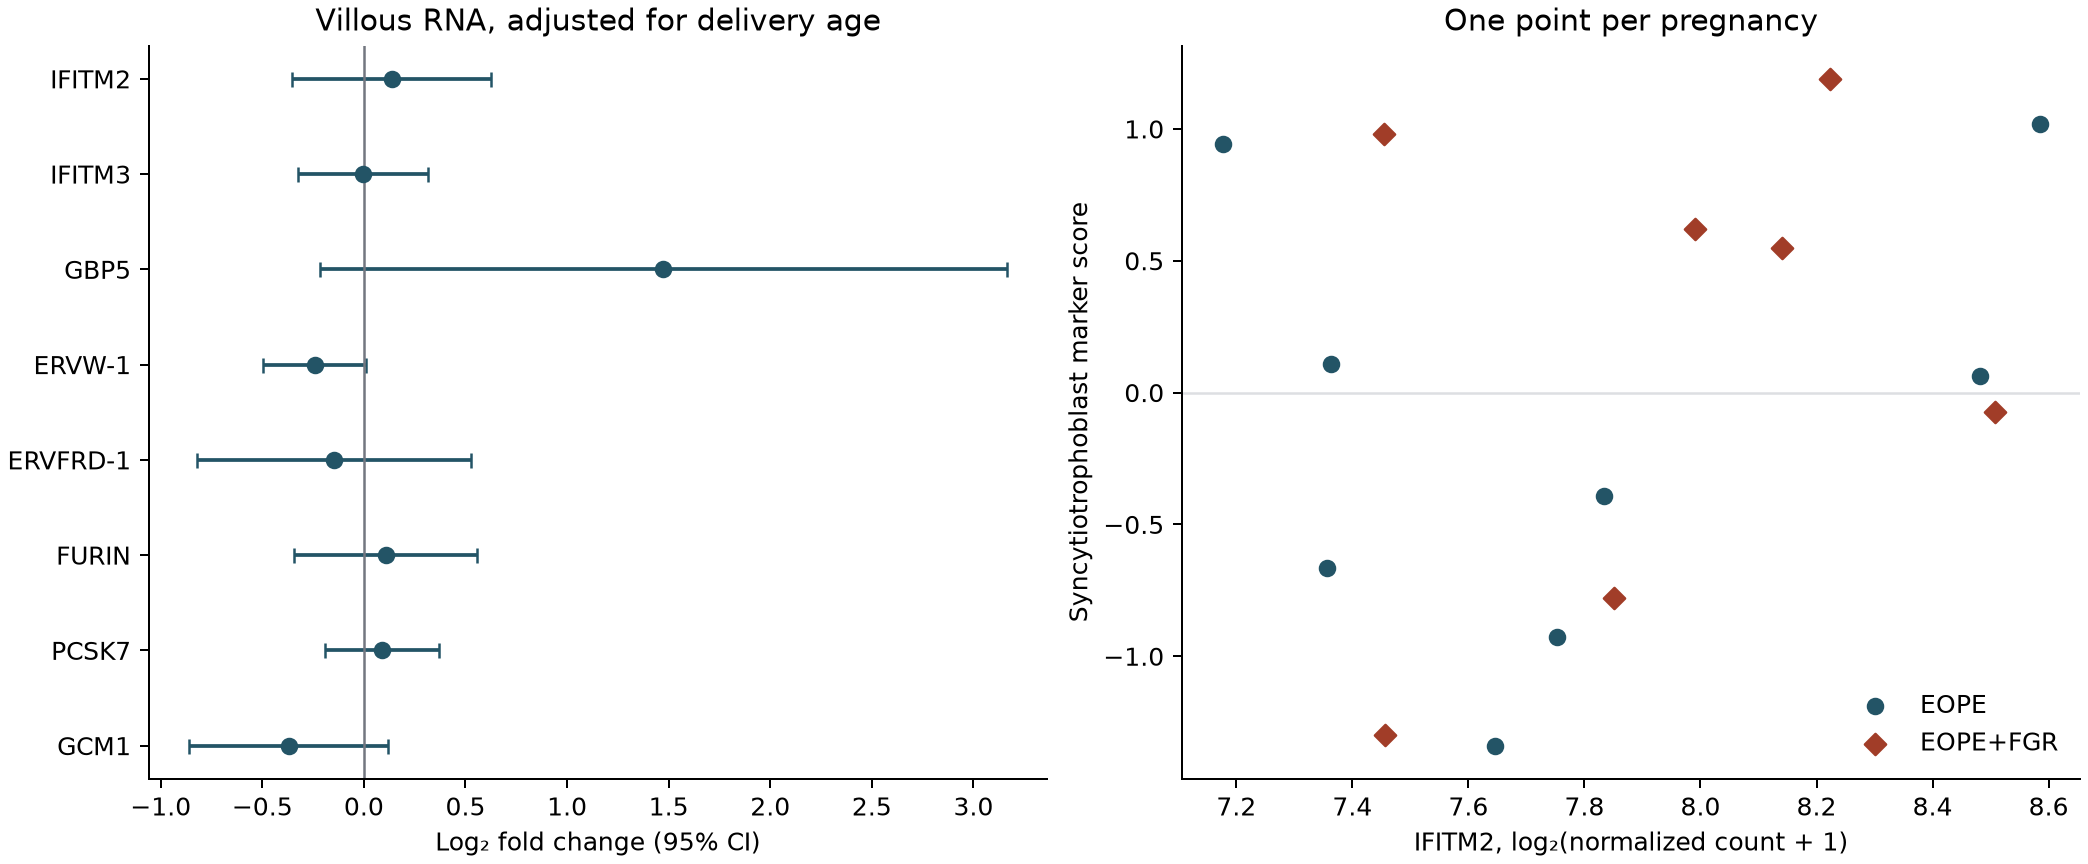 Villous RNA, adjusted for delivery age
IFITM2
IFITM3
GBP5
ERVW-1
ERVFRD-1
FURIN
PCSK7
GCM1
−1.0 −0.5 0.0 0.5 1.0 1.5 2.0 2.5 3.0
Log₂ fold change (95% CI)
One point per pregnancy
Syncytiotrophoblast marker score
1.0
0.5
0.0
−0.5
−1.0
EOPE
EOPE+FGR
7.2 7.4 7.6 7.8 8.0 8.2 8.4 8.6
IFITM2, log₂(normalized count + 1)